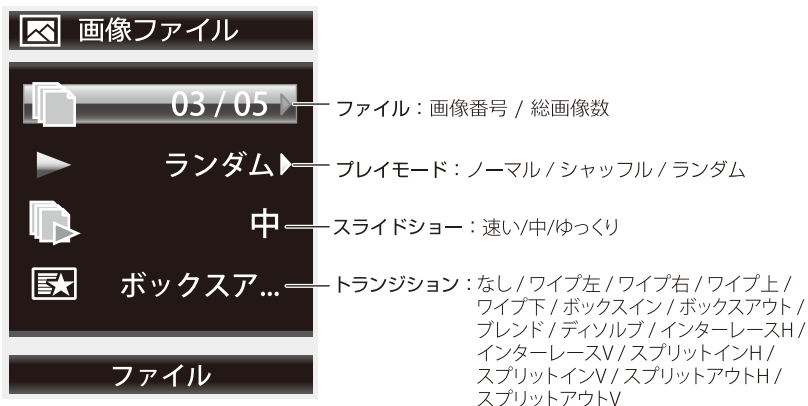 画像ファイル
03 / 05
ファイル：画像番号 / 総画像数
ランダム
プレイモード：ノーマル / シャッフル / ランダム
中
スライドショー：速い/中/ゆっくり
ボックスア...
トランジション：なし / ワイプ左 / ワイプ右 / ワイプ上 /
ワイプ下 / ボックスイン / ボックスアウト /
ブレンド / ディソルブ / インターレースH /
インターレースV / スプリットインH /
スプリットインV / スプリットアウトH /
スプリットアウトV
ファイル